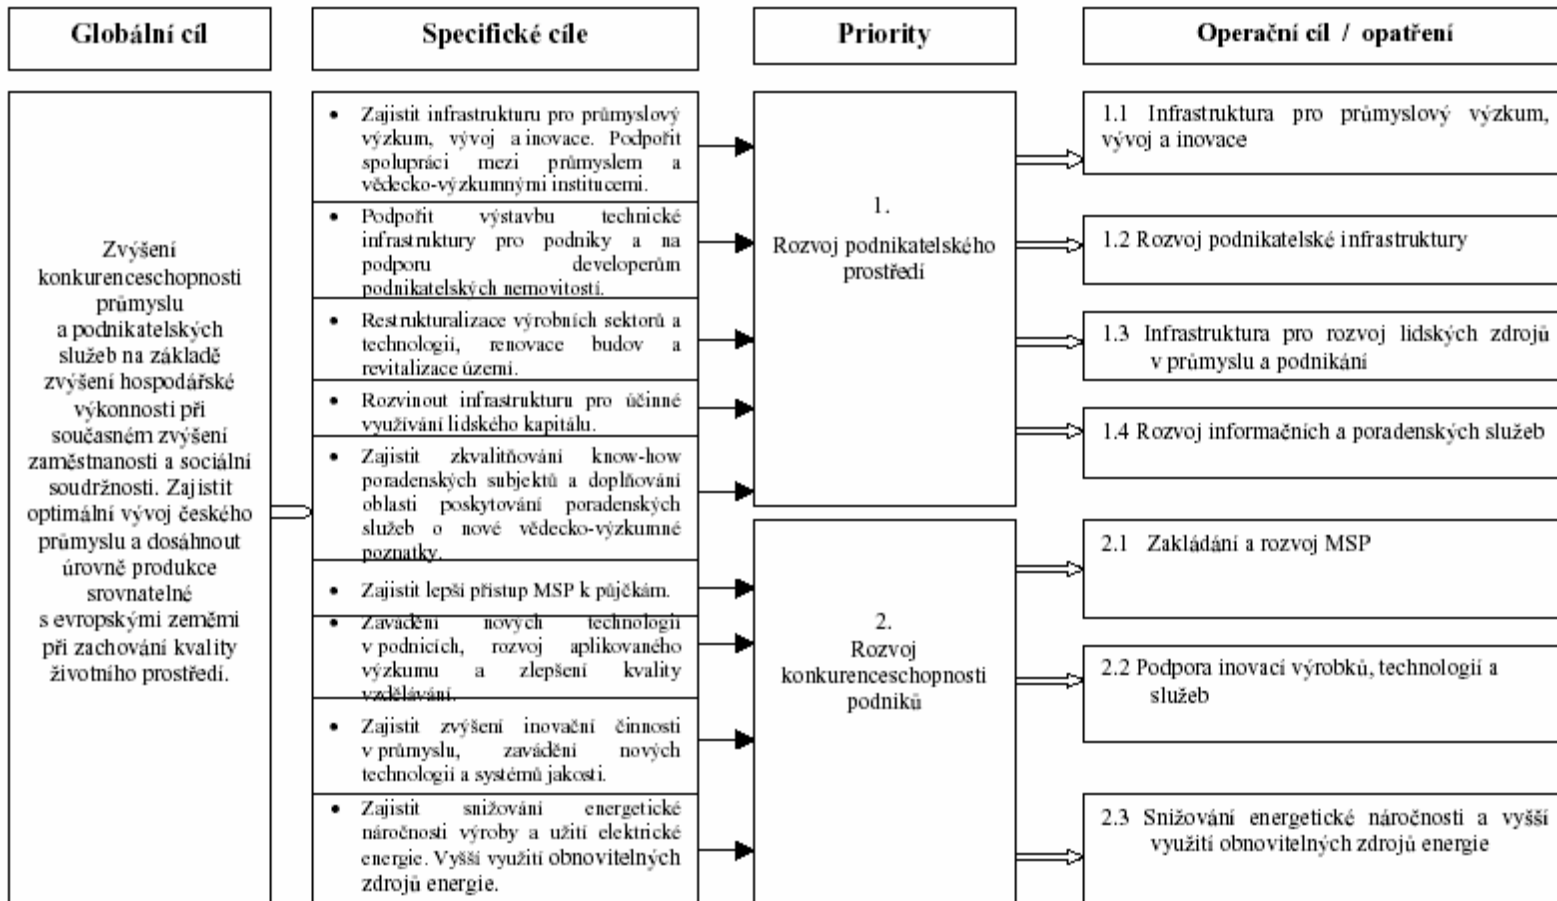 Globální cíl
Specifické cíle
Priority
Operační cíl / opatření
Zvýšení
konkurenceschopnosti
průmyslu
a podnikatelských
služeb na základě
zvýšení hospodářské
výkonnosti při
současném zvýšení
zaměstnanosti a sociální
soudržnosti. Zajistit
optimální vývoj českého
průmyslu a dosáhnout
úrovně produkce
srovnatelné
s evropskými zeměmi
při zachování kvality
životního prostředí.
• Zajistit infrastrukturu pro průmyslový
výzkum, vývoj a inovace. Podpořit
spolupráci mezi průmyslem a
vědecko-výzkumnými institucemi.
• Podpořit výstavbu technické
infrastruktury pro podniky a na
podporu developerům
podnikatelských nemovitostí.
• Restrukturalizace výrobních sektorů a
technologií, renovace budov a
revitalizace území.
• Rozvinout infrastrukturu pro účinné
využívání lidského kapitálu.
• Zajistit zkvalitňování know-how
poradenských subjektů a doplňování
oblasti poskytování poradenských
služeb o nové vědecko-výzkumné
poznatky.
• Zajistit lepší přístup MSP k půjčkám.
• Zavádění nových technologií
v podnicích, rozvoj aplikovaného
výzkumu a zlepšení kvality
vzdělávání.
• Zajistit zvýšení inovační činnosti
v průmyslu, zavádění nových
technologií a systémů jakosti.
• Zajistit snižování energetické
náročnosti výroby a užití elektrické
energie. Vyšší využití obnovitelných
zdrojů energie.
1.
Rozvoj podnikatelského
prostředí
2.
Rozvoj
konkurenceschopnosti
podniků
1.1 Infrastruktura pro průmyslový výzkum,
vývoj a inovace
1.2 Rozvoj podnikatelské infrastruktury
1.3 Infrastruktura pro rozvoj lidských zdrojů
v průmyslu a podnikání
1.4 Rozvoj informačních a poradenských služeb
2.1 Zakládání a rozvoj MSP
2.2 Podpora inovací výrobků, technologií a
služeb
2.3 Snižování energetické náročnosti a vyšší
využití obnovitelných zdrojů energie